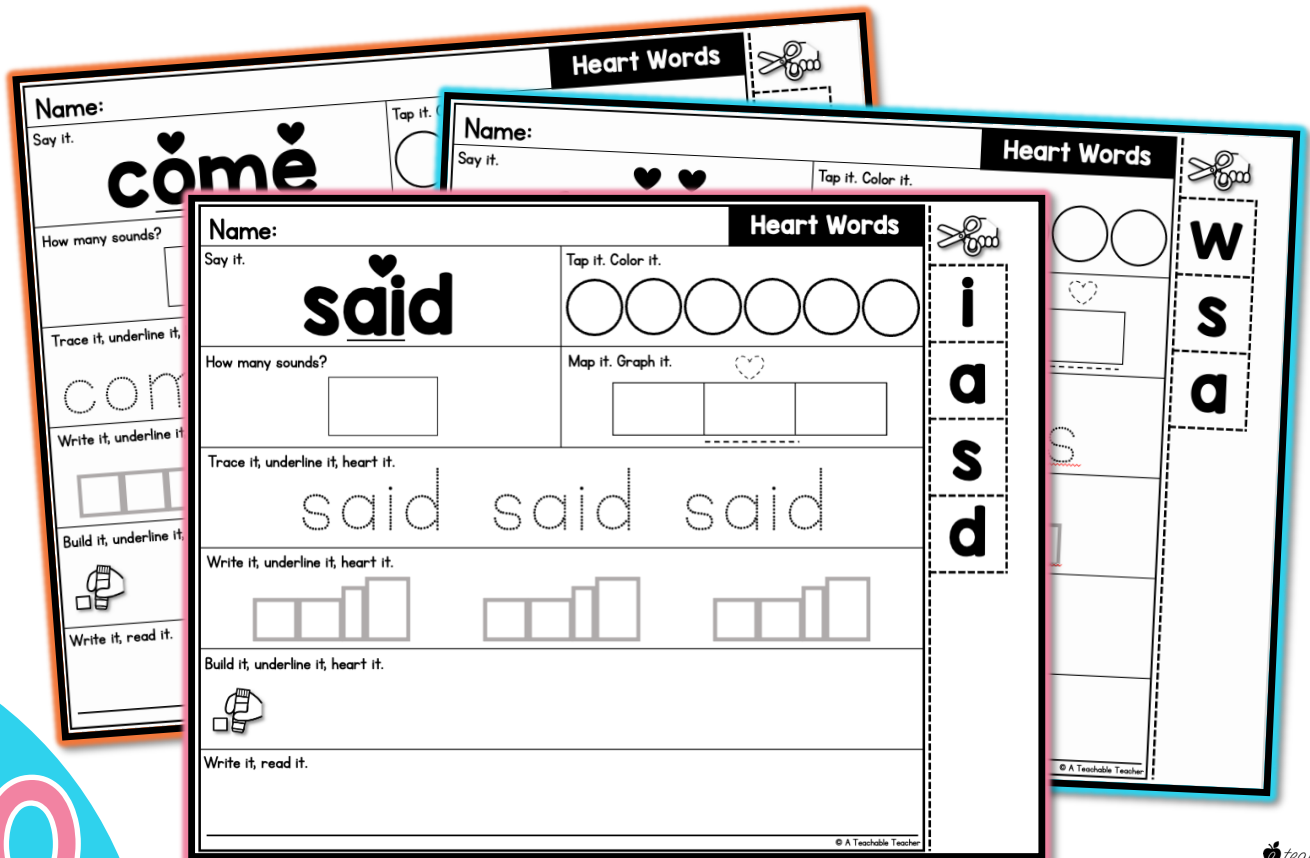 Heart Words
Name:
Say it.
Tap it.
come
How many sounds?
Trace it, underline it,
com
Write it, underline it
Build it, underline it,
Write it, read it.
Heart Words
Name:
Say it.
Tap it. Color it.
w
s
a
s
© A Teachable Teacher
Heart Words
Name:
Say it.
said
Tap it. Color it.
How many sounds?
Map it. Graph it.
Trace it, underline it, heart it.
said said said
Write it, underline it, heart it.
Build it, underline it, heart it.
Write it, read it.
© A Teachable Teacher
i
a
s
d